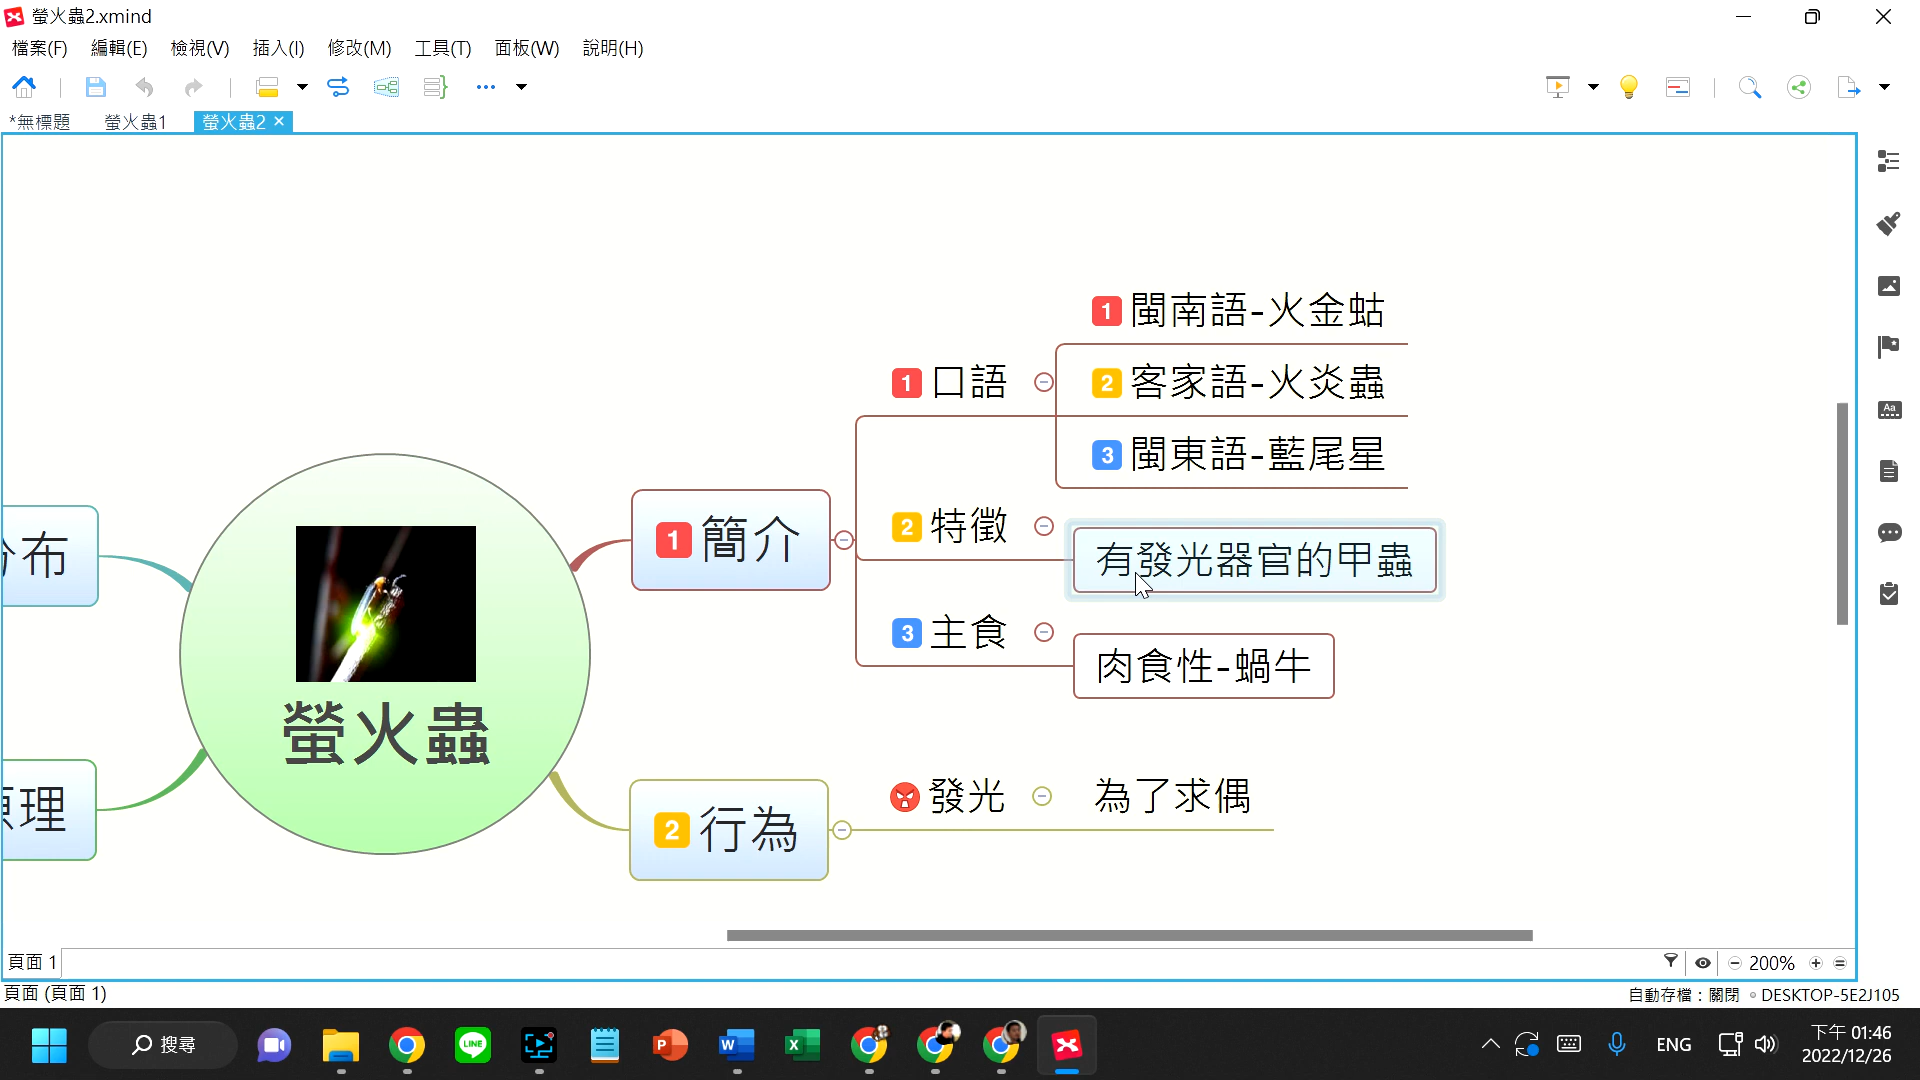 螢火蟲2.xmind
檔案(F) 編輯(E) 檢視(V) 插入(I) 修改(M) 工具(T) 面板(W) 說明(H)
*無標題 螢火蟲1 螢火蟲2
1 閩南語-火金蛄
1 口語
2 客家語-火炎蟲
3 閩東語-藍尾星
2 特徵
有發光器官的甲蟲
1 簡介
3 主食
肉食性-蝸牛
布
螢火蟲
發光
為了求偶
2 行為
理
頁面 1
200%
頁面 (頁面 1)
自動存檔：關閉 DESKTOP-5E2J105
搜尋
LINE
ENG
下午 01:46
2022/12/26